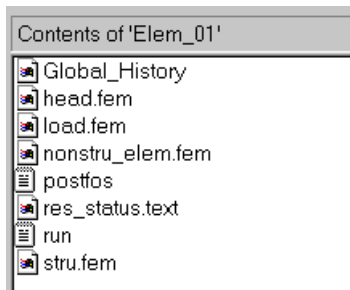 Contents of 'Elem_01'
Global_History
head.fem
load.fem
nonstru_elem.fem
postfos
res_status.text
run
stru.fem